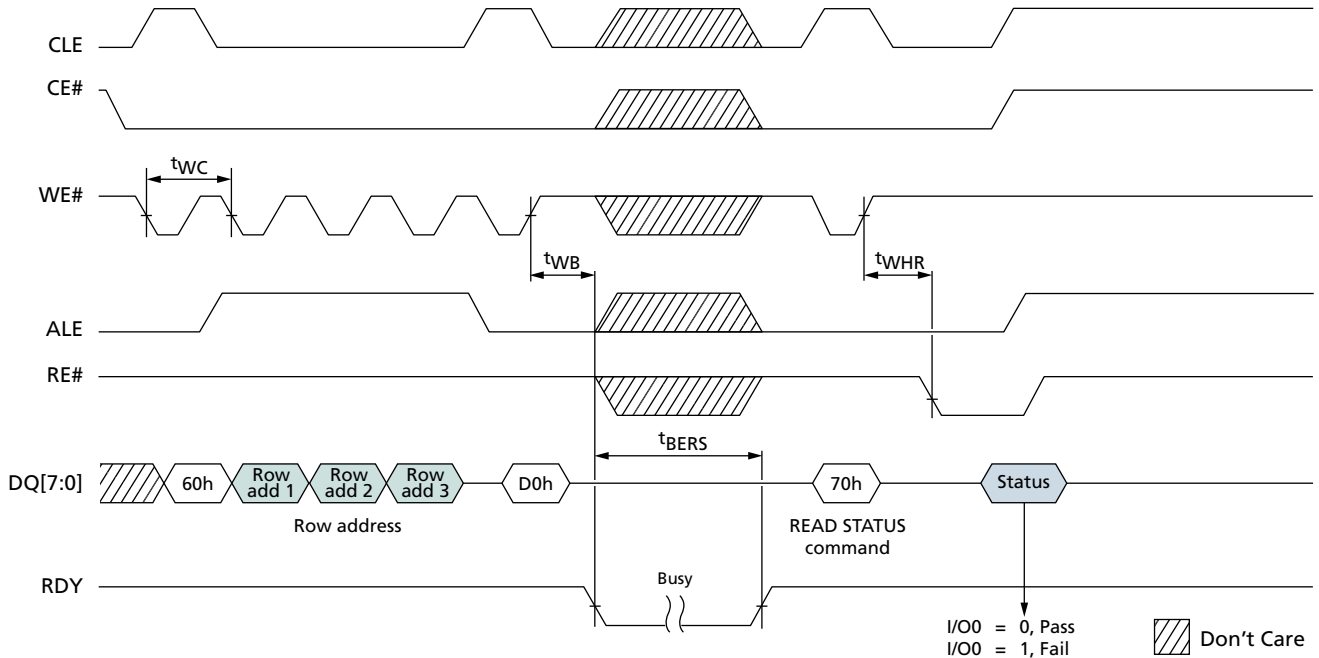 CLE
CE#
tWC
WE#
tWB
tWHR
ALE
RE#
tBERS
DQ[7:0]
60h
Row add 1
Row add 2
Row add 3
D0h
70h
Status
Row address
READ STATUS
command
RDY
Busy
I/O0 = 0, Pass
I/O0 = 1, Fail
Don't Care